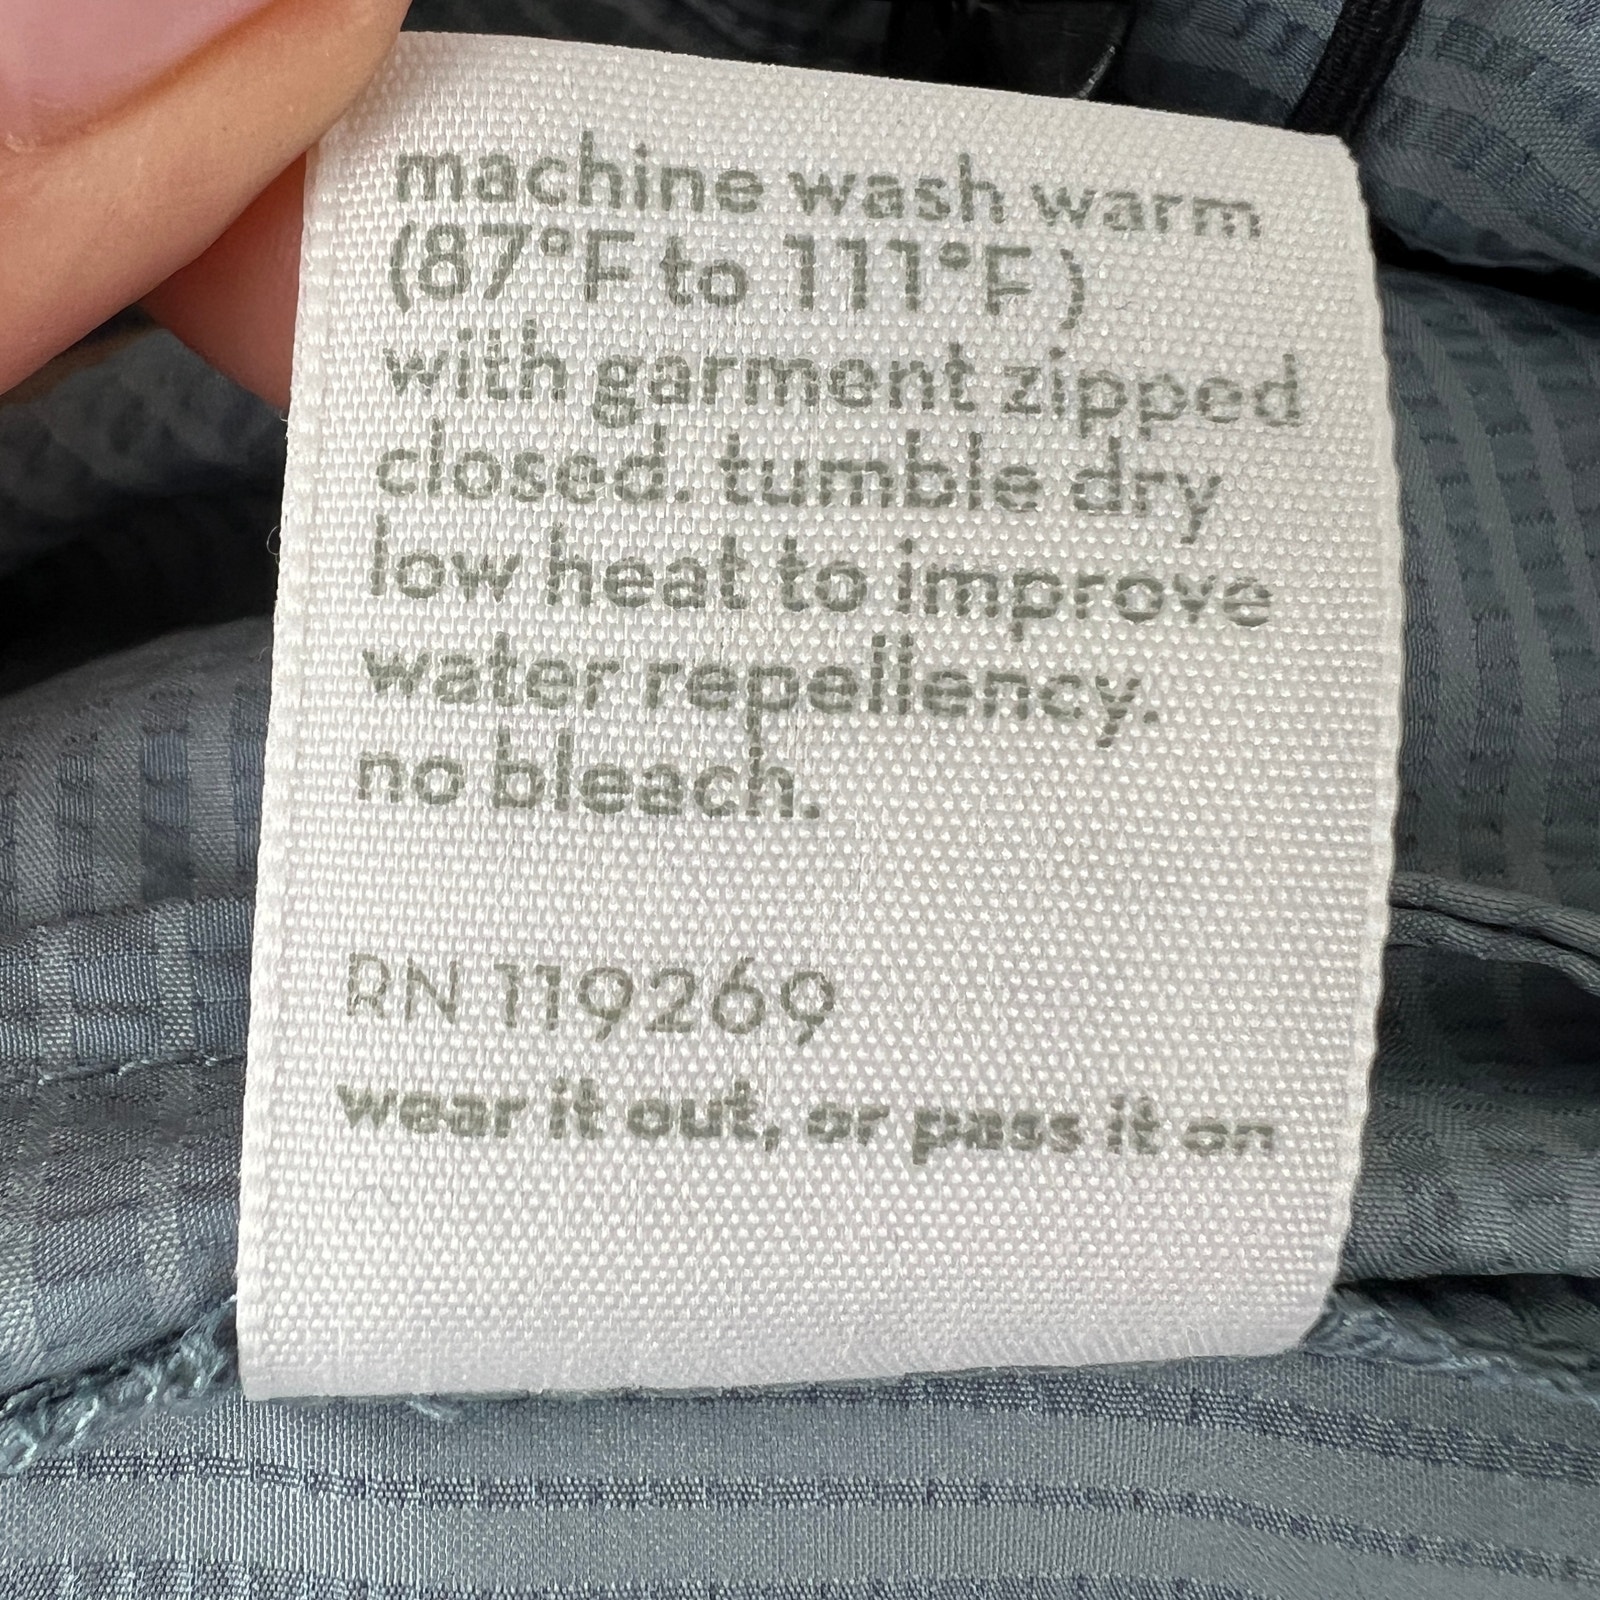 machine wash warm
(87°F to 111°F)
with garment zipped
closed. tumble dry
low heat to improve
water repellency.
no bleach.
RN 119269
wear it out, or pass it on